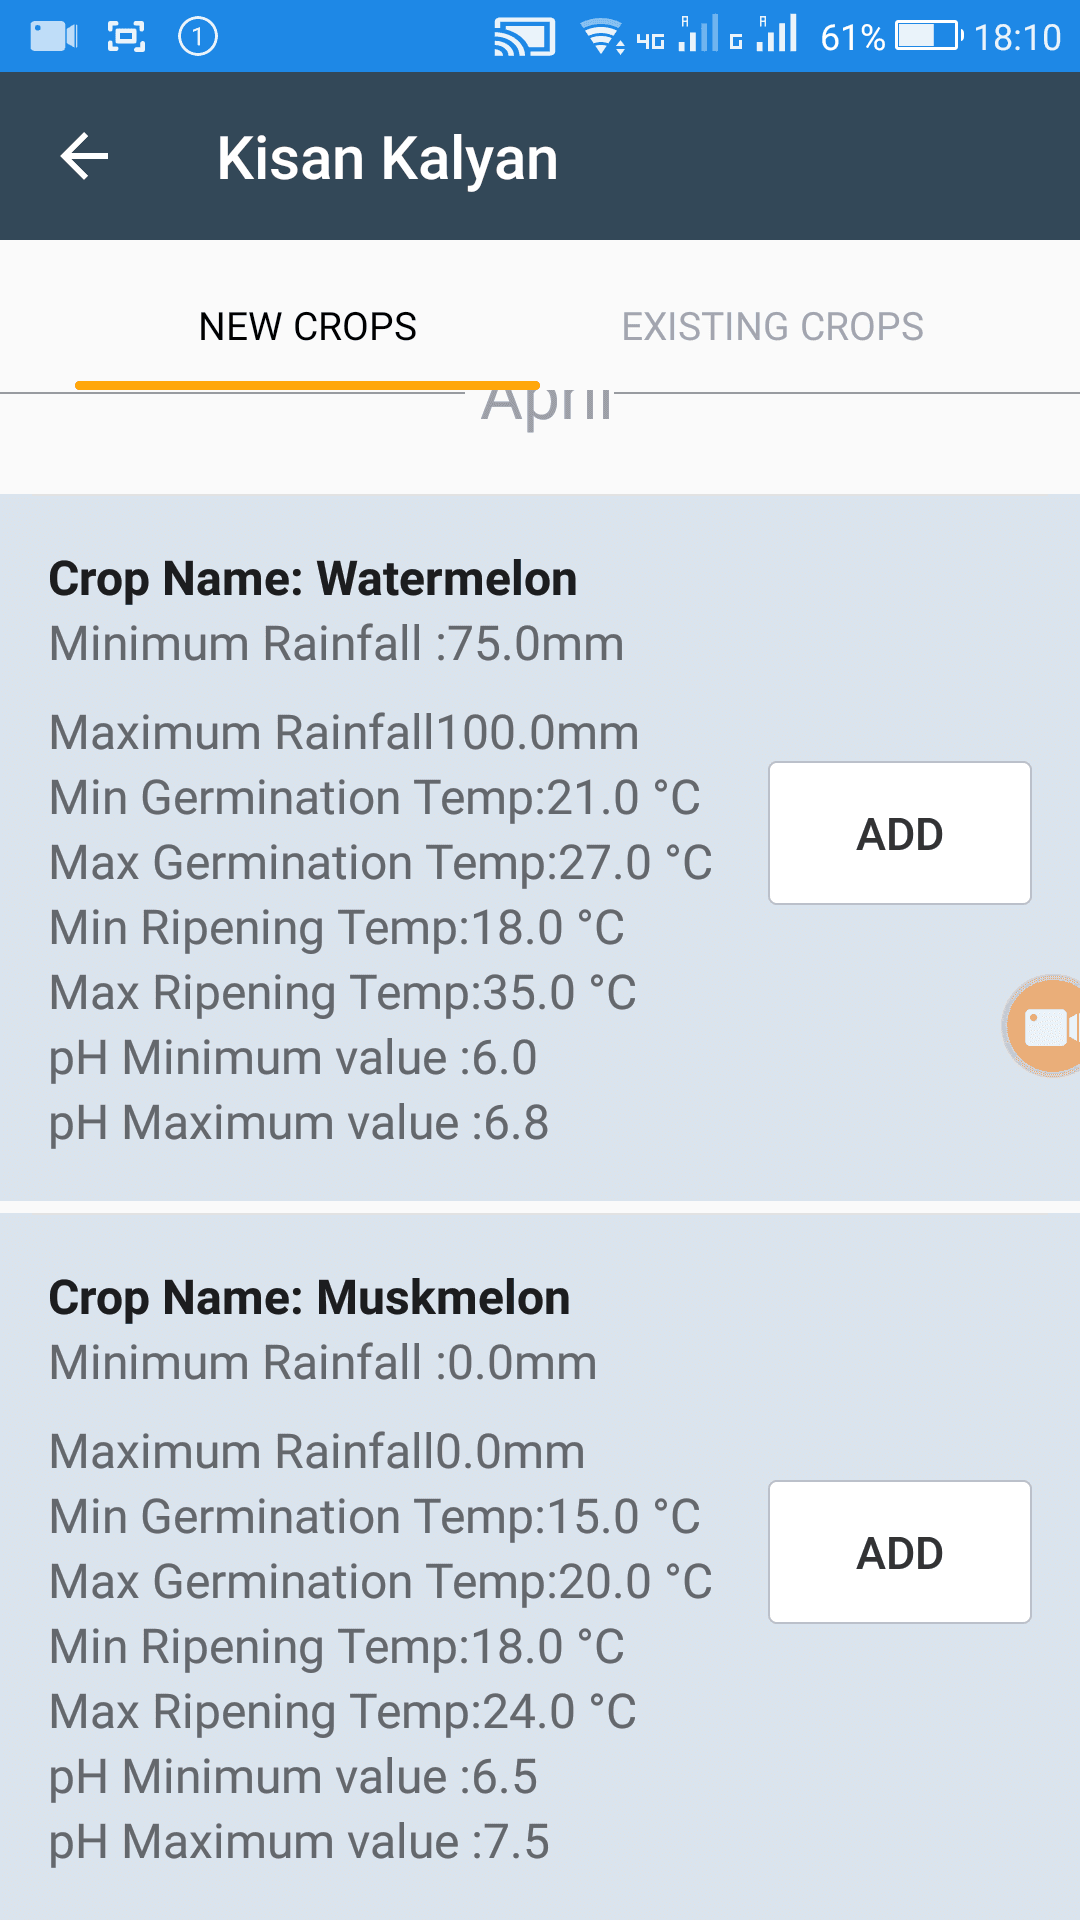 1 4G R G R 61% 18:10
Kisan Kalyan
NEW CROPS EXISTING CROPS
April
Crop Name: Watermelon
Minimum Rainfall :75.0mm
Maximum Rainfall100.0mm
Min Germination Temp:21.0 °C
ADD
Max Germination Temp:27.0 °C
Min Ripening Temp:18.0 °C
Max Ripening Temp:35.0 °C
pH Minimum value :6.0
pH Maximum value :6.8
Crop Name: Muskmelon
Minimum Rainfall :0.0mm
Maximum Rainfall0.0mm
Min Germination Temp:15.0 °C
ADD
Max Germination Temp:20.0 °C
Min Ripening Temp:18.0 °C
Max Ripening Temp:24.0 °C
pH Minimum value :6.5
pH Maximum value :7.5